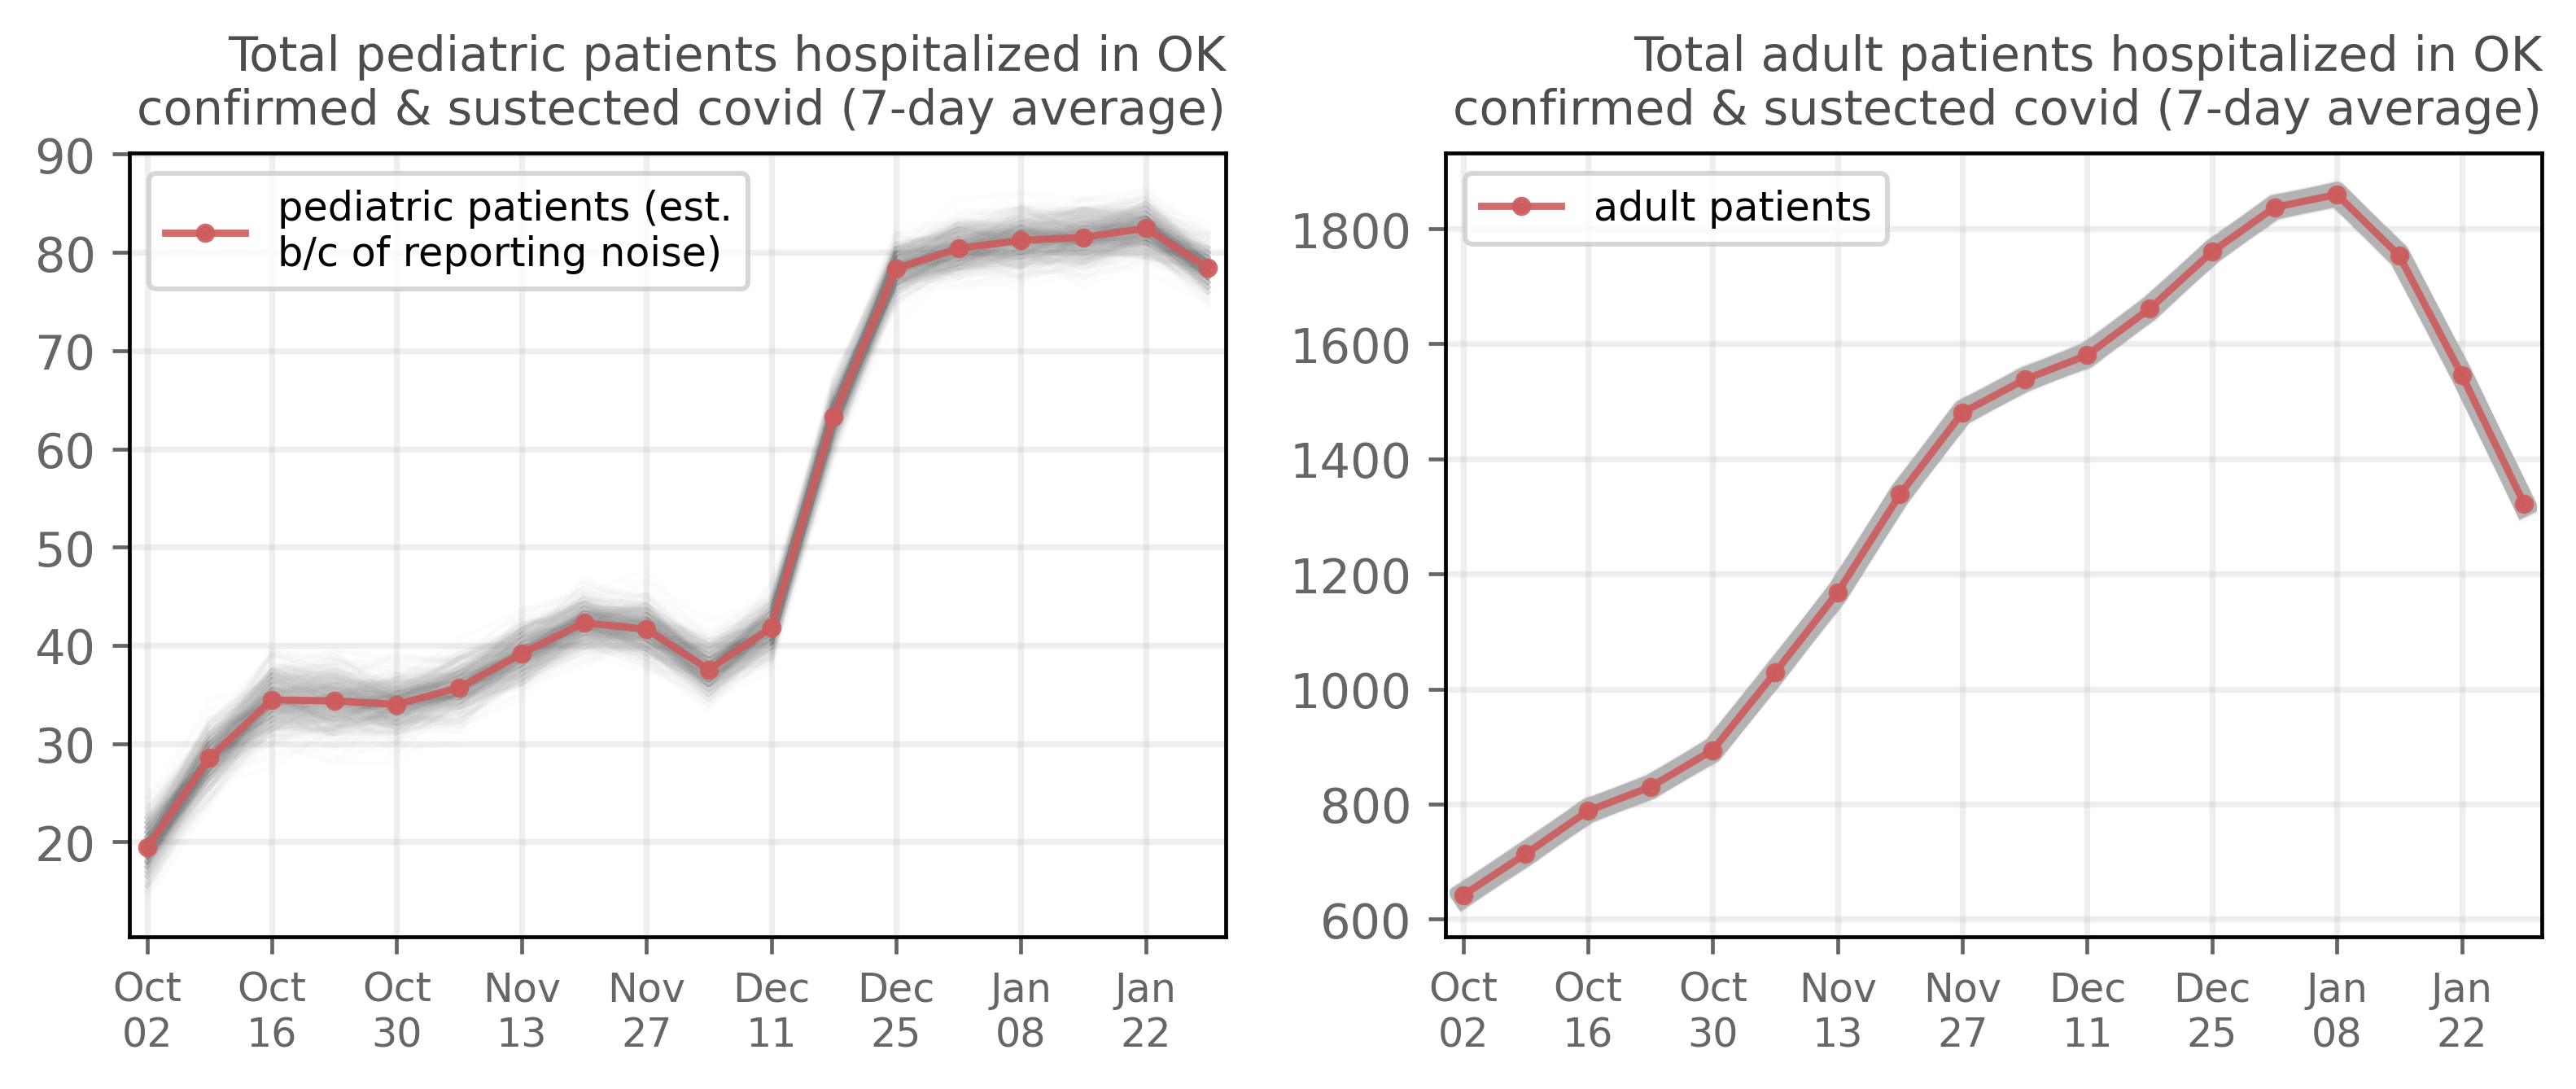 Total pediatric patients hospitalized in OK
confirmed & sustected covid (7-day average)
90
80
70
60
50
40
30
20
pediatric patients (est.
b/c of reporting noise)
Oct Oct Oct Nov Nov Dec Dec Jan Jan
02 16 30 13 27 11 25 08 22
Total adult patients hospitalized in OK
confirmed & sustected covid (7-day average)
1800
1600
1400
1200
1000
800
600
adult patients
Oct Oct Oct Nov Nov Dec Dec Jan Jan
02 16 30 13 27 11 25 08 22